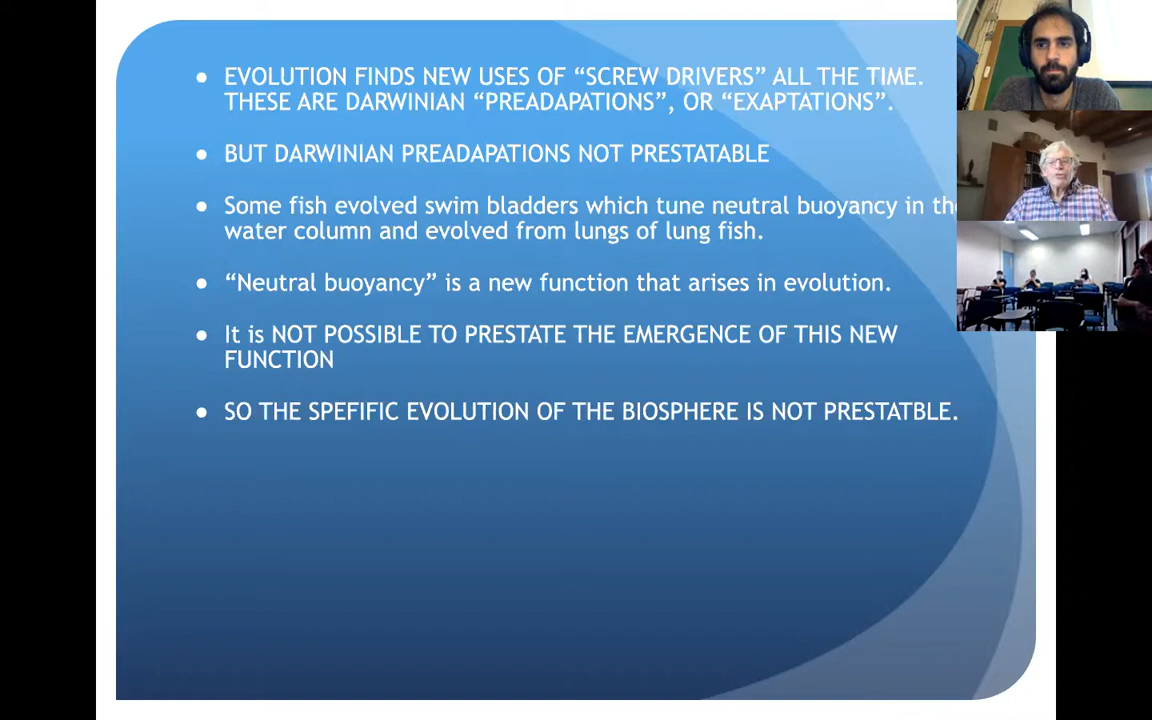 ● EVOLUTION FINDS NEW USES OF “SCREW DRIVERS” ALL THE TIME.
THESE ARE DARWINIAN “PREADAPATIONS”, OR “EXAPTATIONS”.
● BUT DARWINIAN PREADAPATIONS NOT PRESTATABLE
● Some fish evolved swim bladders which tune neutral buoyancy in the
water column and evolved from lungs of lung fish.
● “Neutral buoyancy” is a new function that arises in evolution.
● It is NOT POSSIBLE TO PRESTATE THE EMERGENCE OF THIS NEW
FUNCTION
● SO THE SPEFIFIC EVOLUTION OF THE BIOSPHERE IS NOT PRESTATBLE.